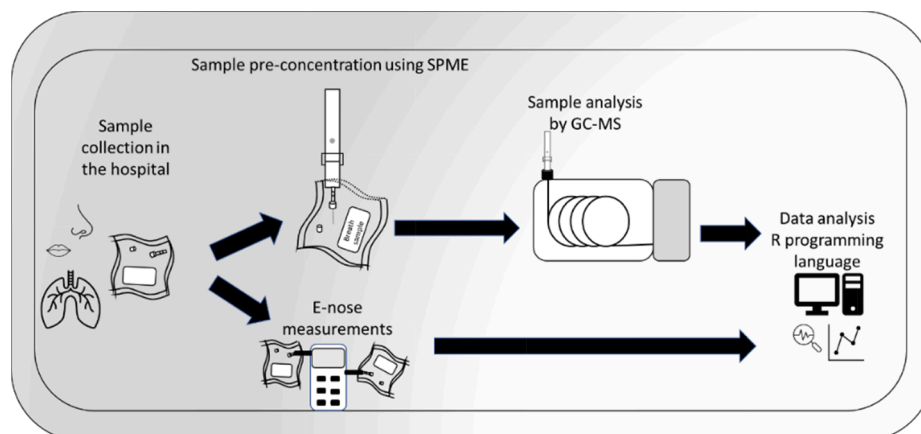 Sample pre-concentration using SPME
Sample
collection in
the hospital
Breath
sample
Sample analysis
by GC-MS
E-nose
measurements
Data analysis
R programming
language